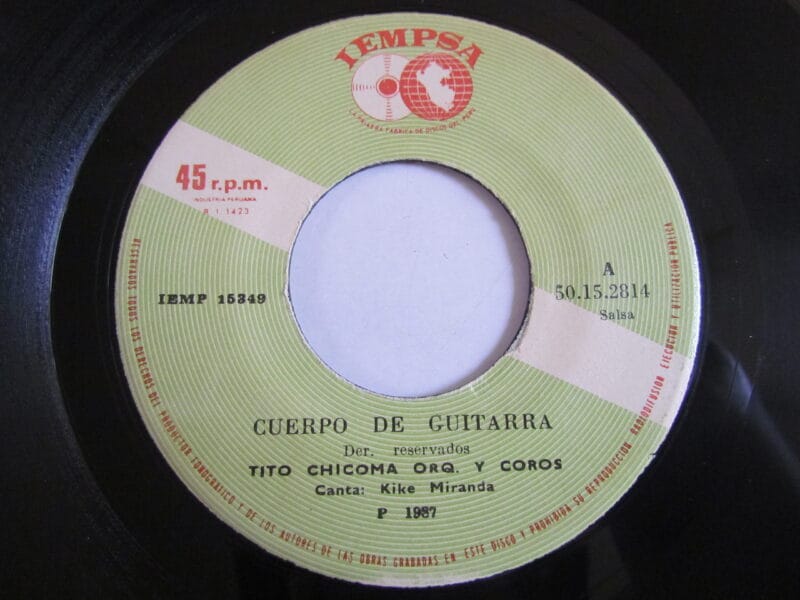 IEMPSA
LA PRIMERA FABRICA DE DISCOS DEL PERU
45 r.p.m.
INDUSTRIA PERUANA
R I 1423
IEMP 15349
A
50.15.2814
Salsa
CUERPO DE GUITARRA
Der. reservados
TITO CHICOMA ORQ. Y COROS
Canta: Kike Miranda
P 1987
RESERVADOS TODOS LOS DERECHOS DEL PRODUCTOR FONOGRAFICO Y DE LOS AUTORES DE LAS OBRAS GRABADAS EN ESTE DISCO Y PROHIBIDA SU REPRODUCCION RADIODIFUSION EJECUCION Y UTILIZACION PUBLICA